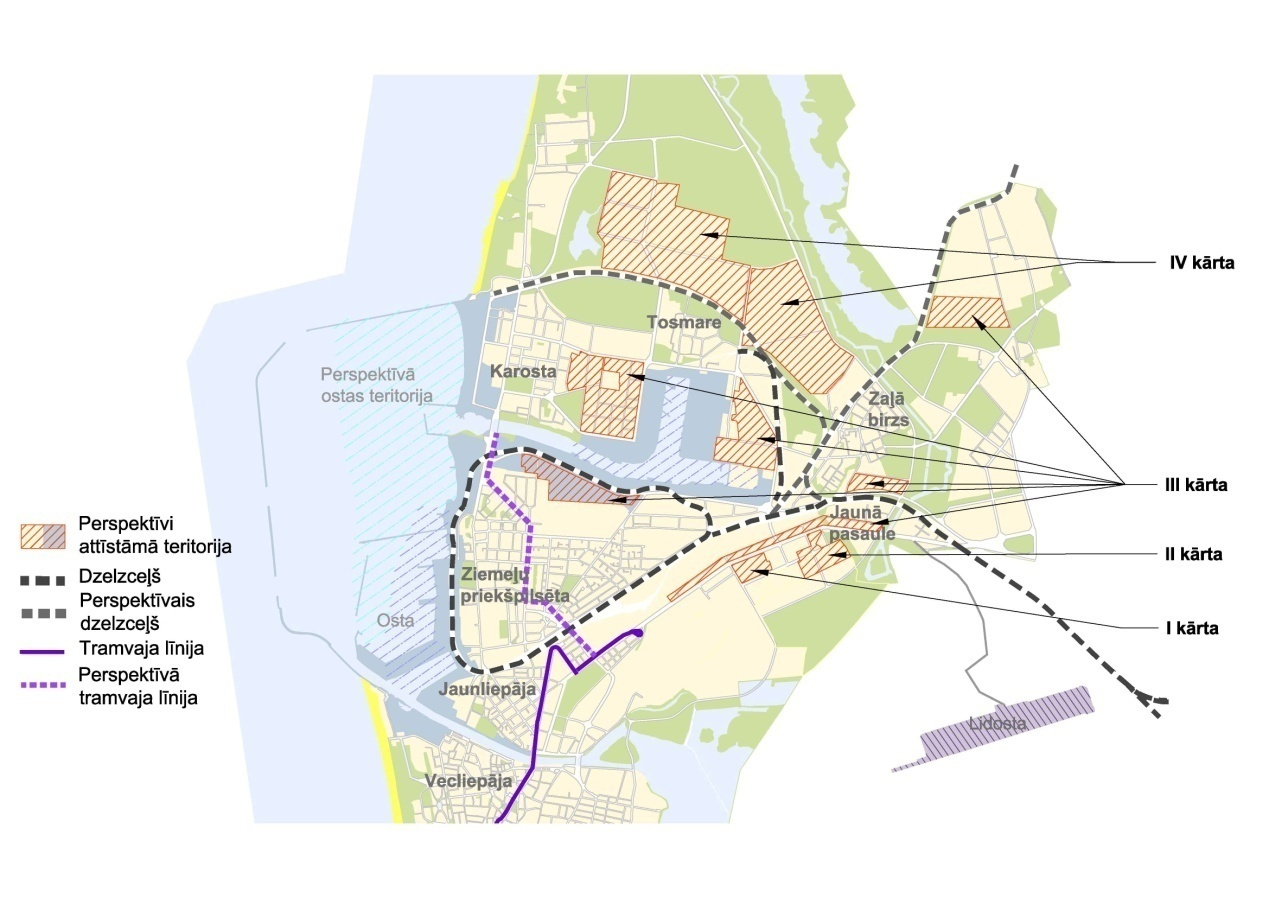 IV kārta
Tosmare
Karosta
Perspektīvā
ostas teritorija
Zaļā
birzs
III kārta
Jaunā
pasaule
II kārta
Ziemeļu
priekšpilsēta
Osta
I kārta
Jaunliepāja
Lidosta
Vecliepāja
Perspektīvi
attīstāmā teritorija
Dzelzceļš
Perspektīvais
dzelzceļš
Tramvaja līnija
Perspektīvā
tramvaja līnija